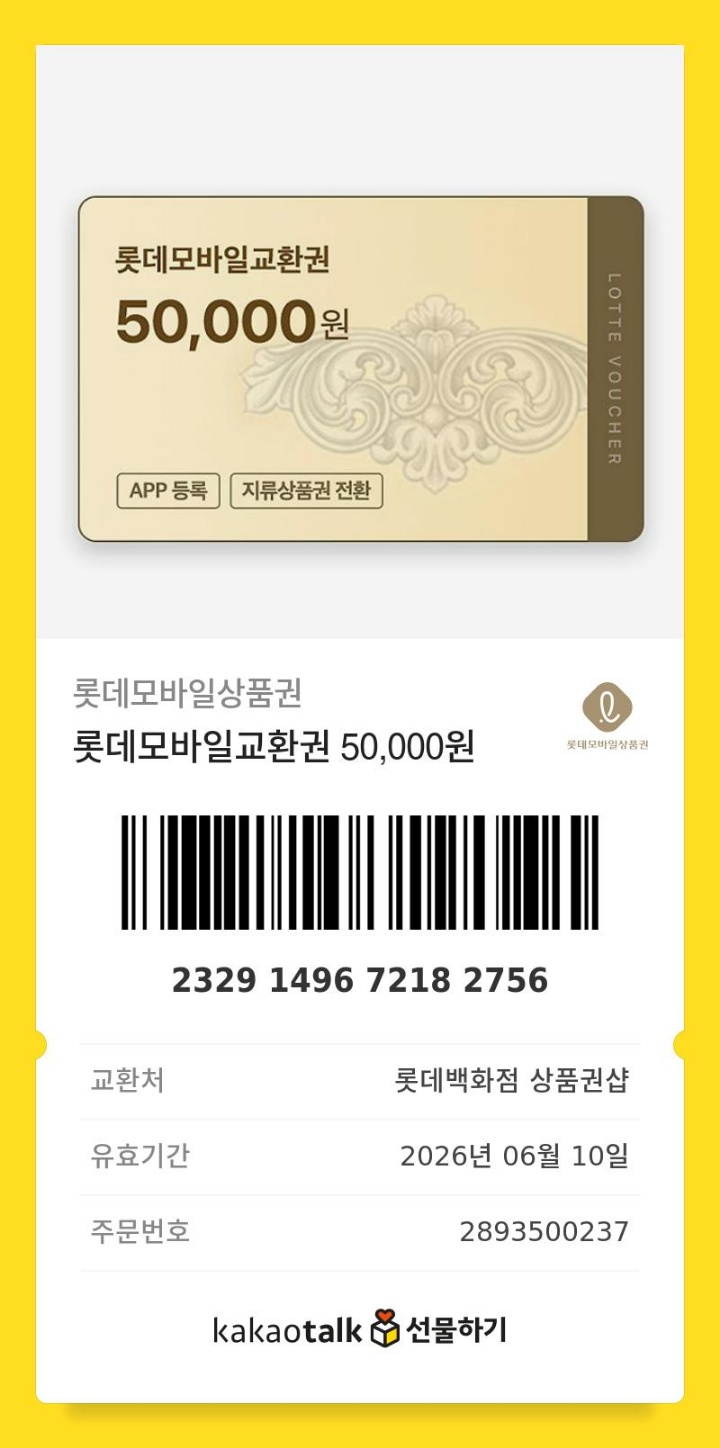 롯데모바일교환권
50,000원
LOTTE VOUCHER
APP 등록
지류상품권 전환
롯데모바일상품권
롯데모바일교환권 50,000원
롯데모바일상품권
2329 1496 7218 2756
교환처 롯데백화점 상품권샵
유효기간 2026년 06월 10일
주문번호 2893500237
kakaotalk 선물하기